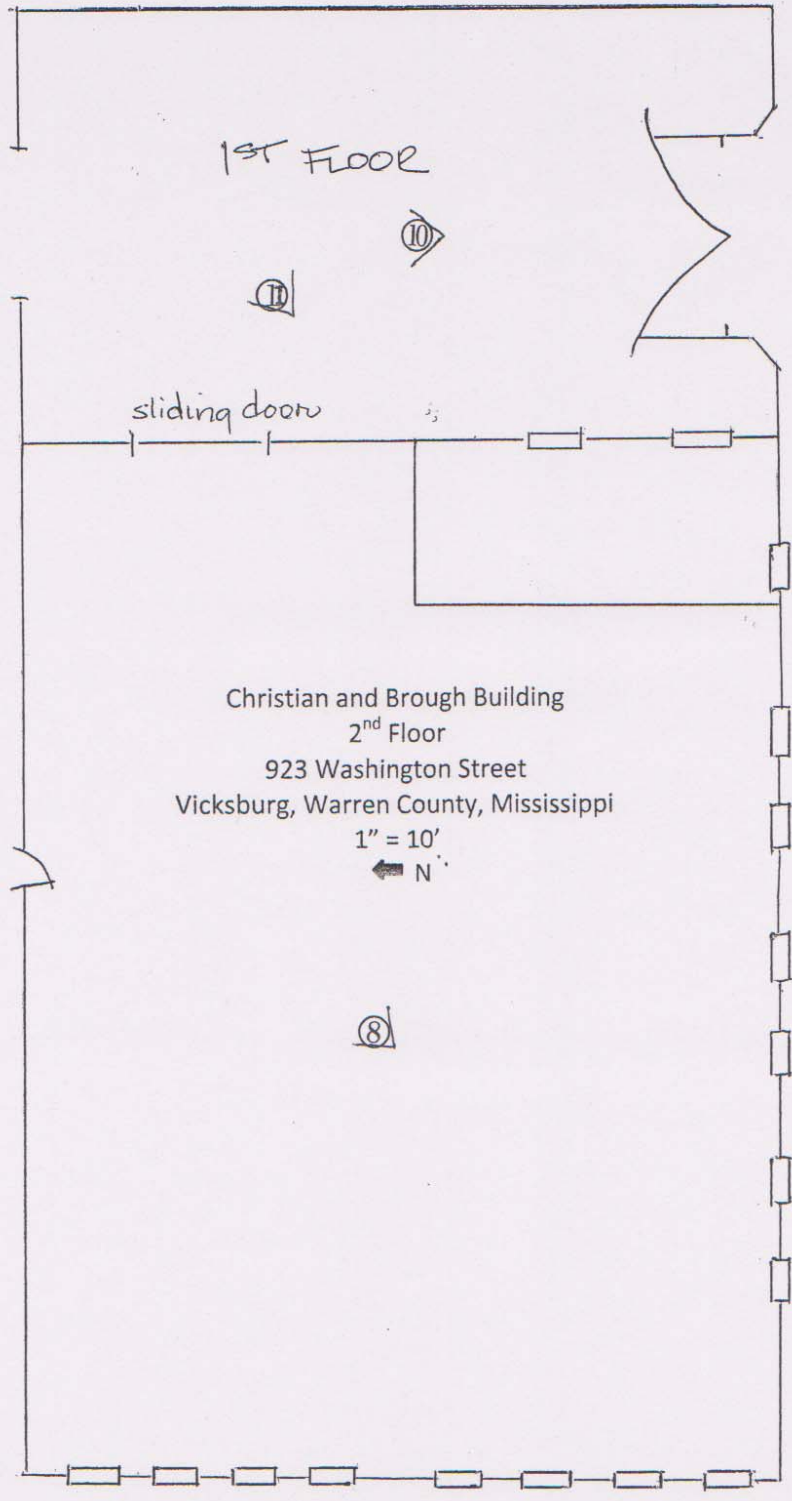 1ST FLOOR
10
11
sliding door
Christian and Brough Building
2nd Floor
923 Washington Street
Vicksburg, Warren County, Mississippi
1" = 10'
N
8